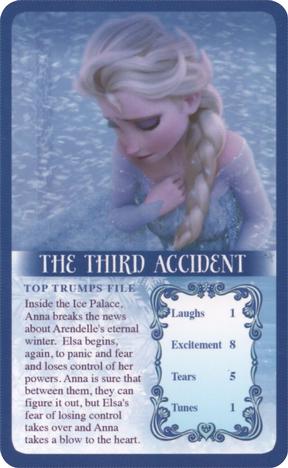 THE THIRD ACCIDENT
TOP TRUMPS FILE
Inside the Ice Palace,
Anna breaks the news
about Arendelle's eternal
winter. Elsa begins,
again, to panic and fear
and loses control of her
powers. Anna is sure that
between them, they can
figure it out, but Elsa's
fear of losing control
takes over and Anna
takes a blow to the heart.
Laughs 1
Excitement 8
Tears 5
Tunes 1